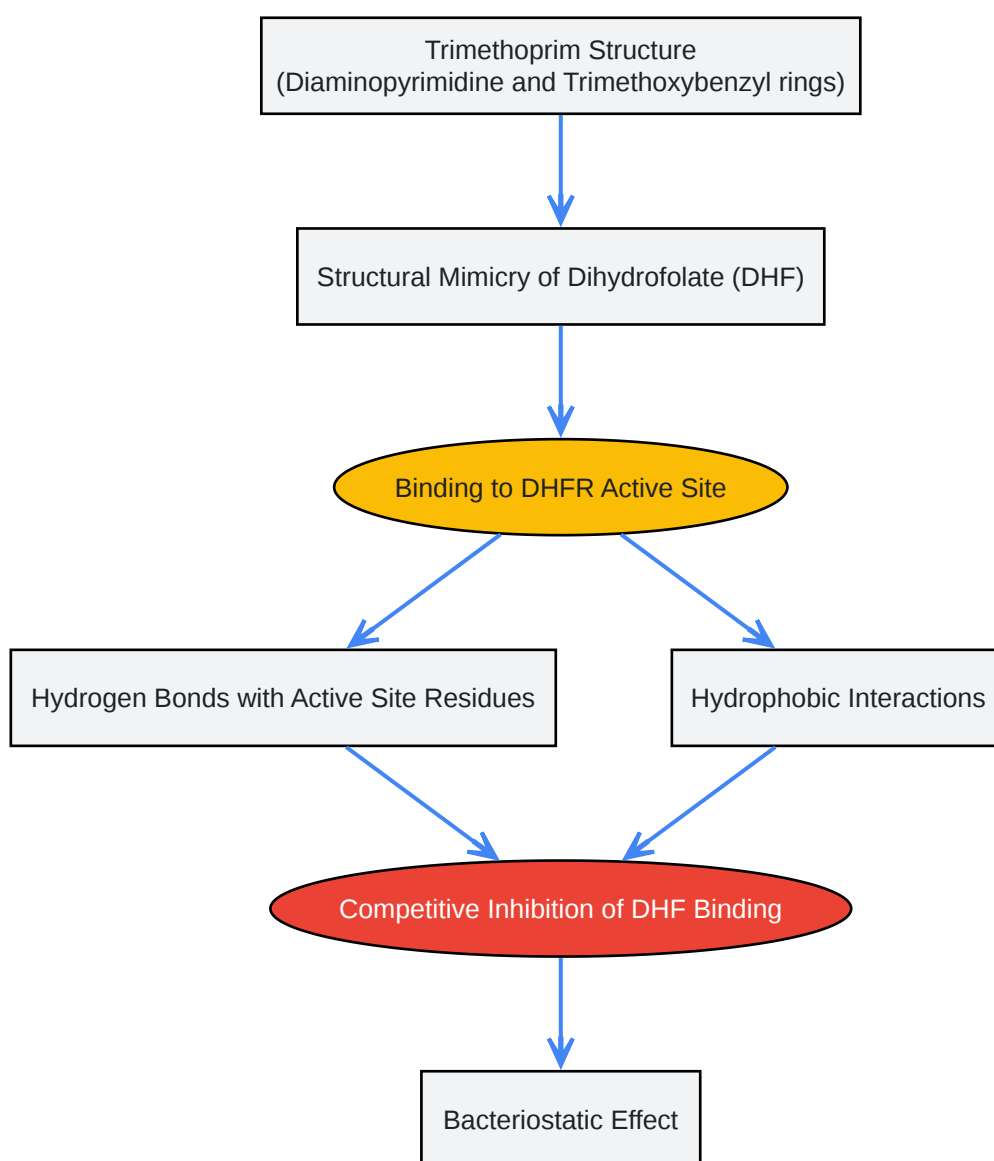 Trimethoprim Structure
(Diaminopyrimidine and Trimethoxybenzyl rings)
Structural Mimicry of Dihydrofolate (DHF)
Binding to DHFR Active Site
Hydrogen Bonds with Active Site Residues
Hydrophobic Interactions
Competitive Inhibition of DHF Binding
Bacteriostatic Effect